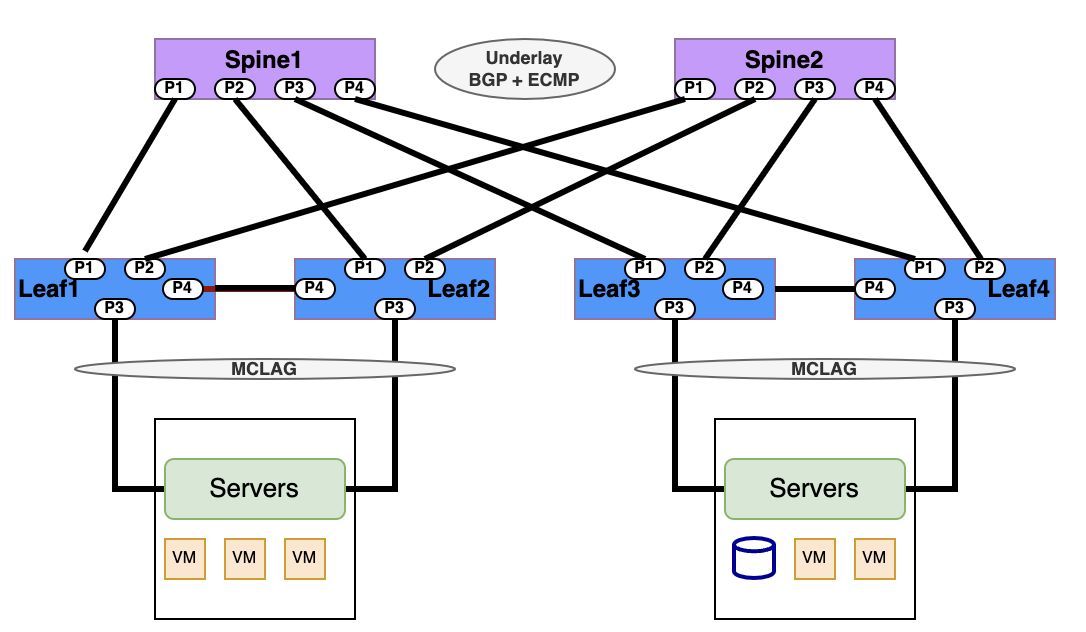 Spine1
P1
P2
P3
P4
Underlay
BGP + ECMP
Spine2
P1
P2
P3
P4
Leaf1
P1
P2
P4
P3
Leaf2
P1
P2
P4
P3
Leaf3
P1
P2
P4
P3
Leaf4
P1
P2
P4
P3
MCLAG
MCLAG
Servers
VM
VM
VM
Servers
VM
VM